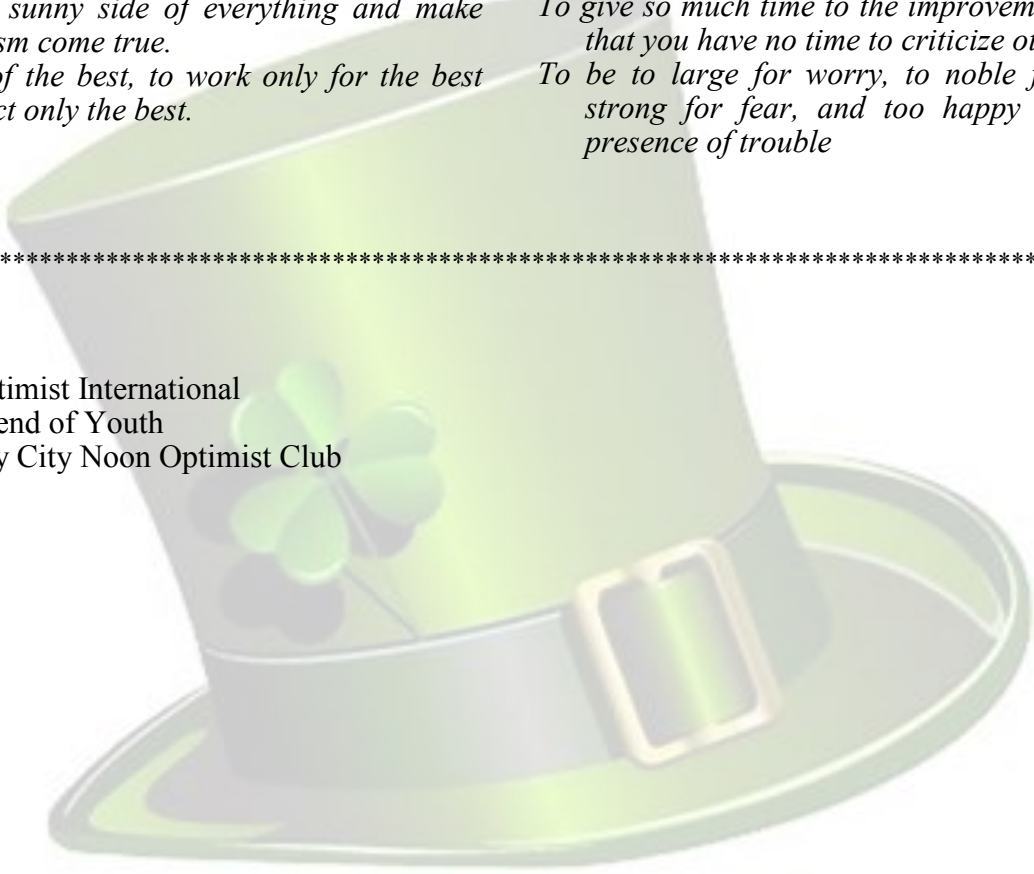 sunny side of everything and make
sm come true.
of the best, to work only for the best
ct only the best.
To give so much time to the improvem
that you have no time to criticize ot
To be to large for worry, to noble f
strong for fear, and too happy
presence of trouble
********************************************************************************
timist International
end of Youth
y City Noon Optimist Club